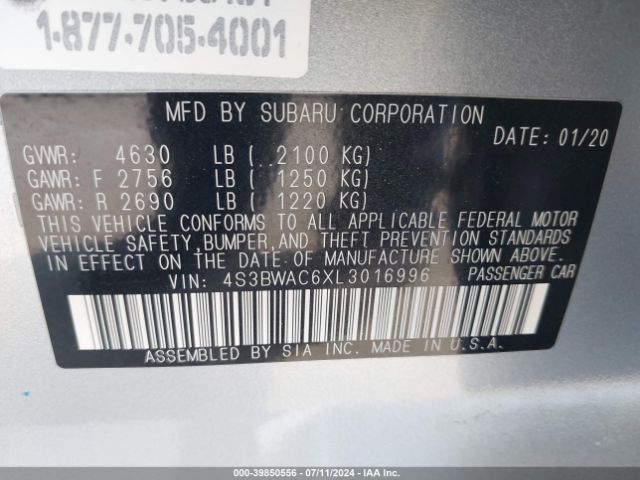 1-877-705-4001
MFD BY SUBARU CORPORATION
DATE: 01/20
GVWR: 4630 LB ( 2100 KG)
GAWR: F 2756 LB ( 1250 KG)
GAWR: R 2690 LB ( 1220 KG)
THIS VEHICLE CONFORMS TO ALL APPLICABLE FEDERAL MOTOR
VEHICLE SAFETY, BUMPER, AND THEFT PREVENTION STANDARDS
IN EFFECT ON THE DATE OF MANUFACTURE SHOWN ABOVE.
VIN: 4S3BWAC6XL3016996 PASSENGER CAR
ASSEMBLED BY SIA INC. MADE IN U.S.A.
000-39850556 - 07/11/2024 - IAAI.COM